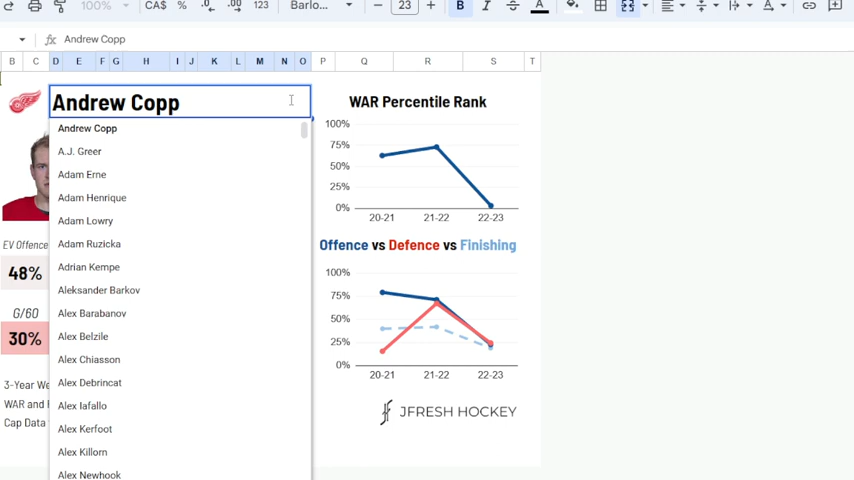 100%
CA$ % .0 .00 123
Barlo...
23
B I S A
fx Andrew Copp
B C D E F G H I J K L M N O P Q R S T
Andrew Copp
Andrew Copp
A.J. Greer
Adam Erne
Adam Henrique
Adam Lowry
Adam Ruzicka
Adrian Kempe
Aleksander Barkov
Alex Barabanov
Alex Belzile
Alex Chiasson
Alex Debrincat
Alex Iafallo
Alex Kerfoot
Alex Killorn
Alex Newhook
EV Offence
48%
G/60
30%
3-Year We
WAR and
Cap Data
WAR Percentile Rank
100%
75%
50%
25%
0%
20-21 21-22 22-23
Offence vs Defence vs Finishing
100%
75%
50%
25%
0%
20-21 21-22 22-23
JFRESH HOCKEY